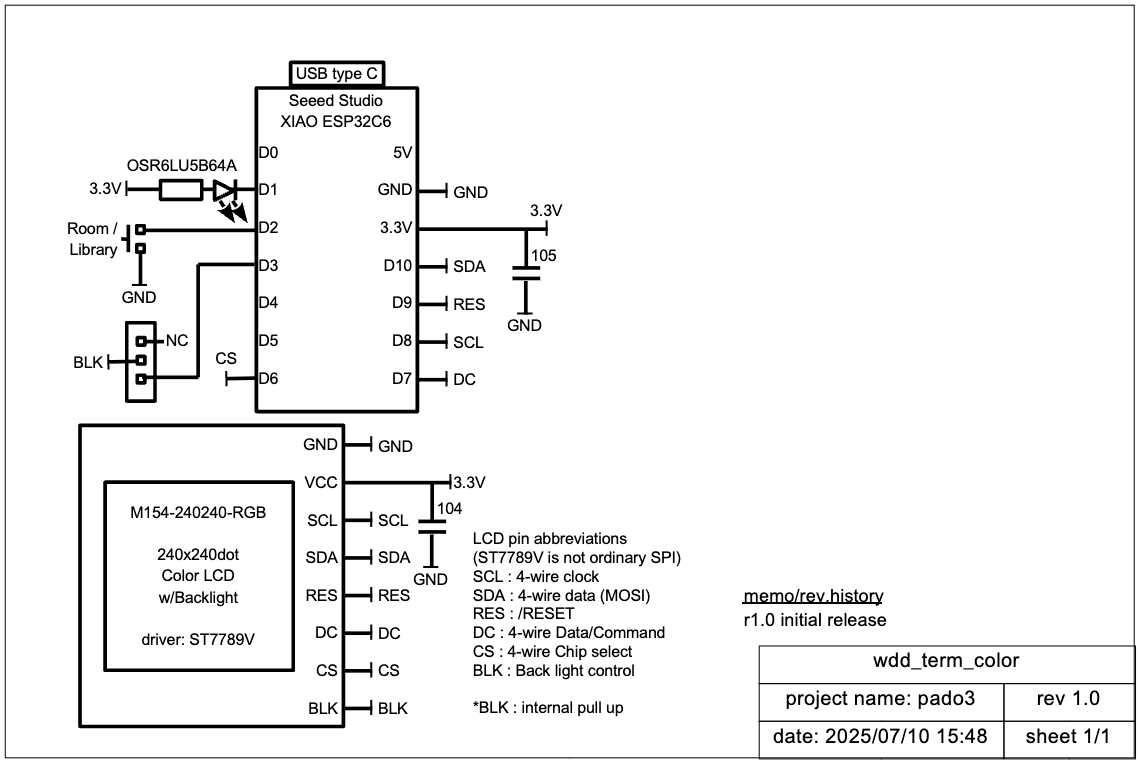 USB type C
Seeed Studio
XIAO ESP32C6
D0
5V
OSR6LU5B64A
3.3V
D1
GND
GND
Room /
Library
D2
3.3V
3.3V
105
GND
GND
D3
D10
SDA
D4
D9
RES
NC
D5
D8
SCL
BLK
CS
D6
D7
DC
GND
GND
VCC
3.3V
104
GND
M154-240240-RGB
240x240dot
Color LCD
w/Backlight
driver: ST7789V
SCL
SCL
SDA
SDA
RES
RES
DC
DC
CS
CS
BLK
BLK
LCD pin abbreviations
(ST7789V is not ordinary SPI)
SCL : 4-wire clock
SDA : 4-wire data (MOSI)
RES : /RESET
DC : 4-wire Data/Command
CS : 4-wire Chip select
BLK : Back light control
*BLK : internal pull up
memo/rev.history
r1.0 initial release
wdd_term_color
project name: pado3
rev 1.0
date: 2025/07/10 15:48
sheet 1/1